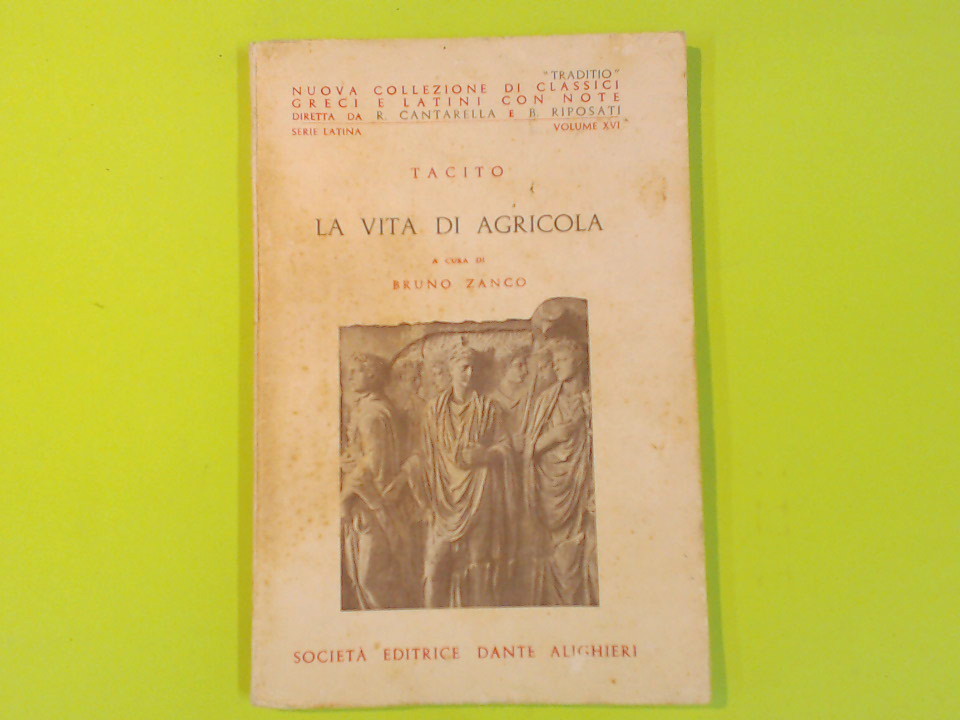 "TRADITIO"
NUOVA COLLEZIONE DI CLASSICI
GRECI E LATINI CON NOTE
DIRETTA DA R. CANTARELLA E B. RIPOSATI
SERIE LATINA VOLUME XVI
TACITO
LA VITA DI AGRICOLA
A CURA DI
BRUNO ZANCO
SOCIETÀ EDITRICE DANTE ALIGHIERI